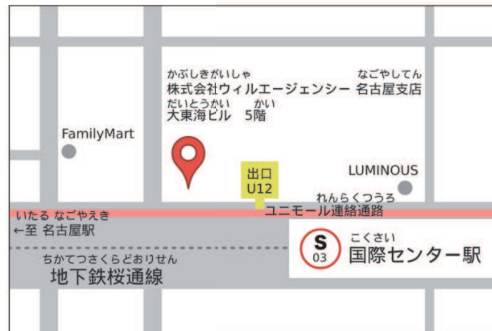 かぶしきがいしゃ なごやしてん
株式会社ウィルエージェンシー 名古屋支店
だいとうかい かい
大東海ビル 5階
FamilyMart
出口
U12
LUMINOUS
れんらくつうろ
ユニモール連絡通路
いたる なごやえき
←至 名古屋駅
S
03
こくさい
国際センター駅
ちかてつさくらどおりせん
地下鉄桜通線